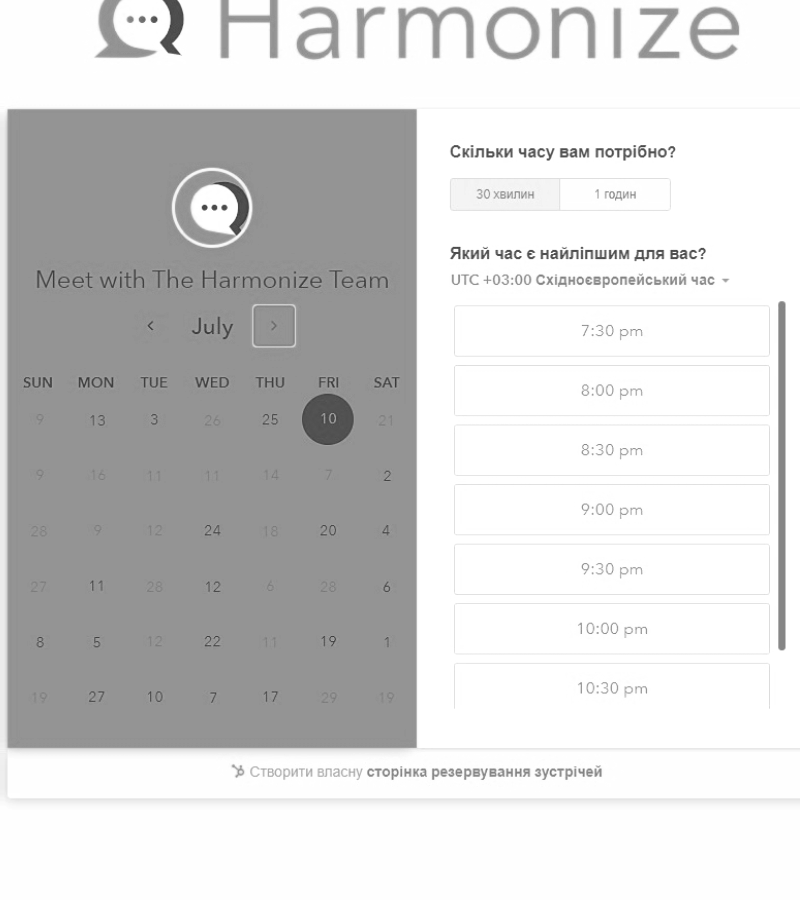 Harmonize
Meet with The Harmonize Team
July
SUN MON TUE WED THU FRI SAT
9 13 3 26 25 10 21
9 16 11 11 14 7 2
28 9 12 24 18 20 4
27 11 28 12 6 28 6
8 5 12 22 11 19 1
19 27 10 7 17 29 19
Скільки часу вам потрібно?
30 хвилин 1 годин
Який час є найліпшим для вас?
UTC +03:00 Східноєвропейський час
7:30 pm
8:00 pm
8:30 pm
9:00 pm
9:30 pm
10:00 pm
10:30 pm
Створити власну сторінка резервування зустрічей